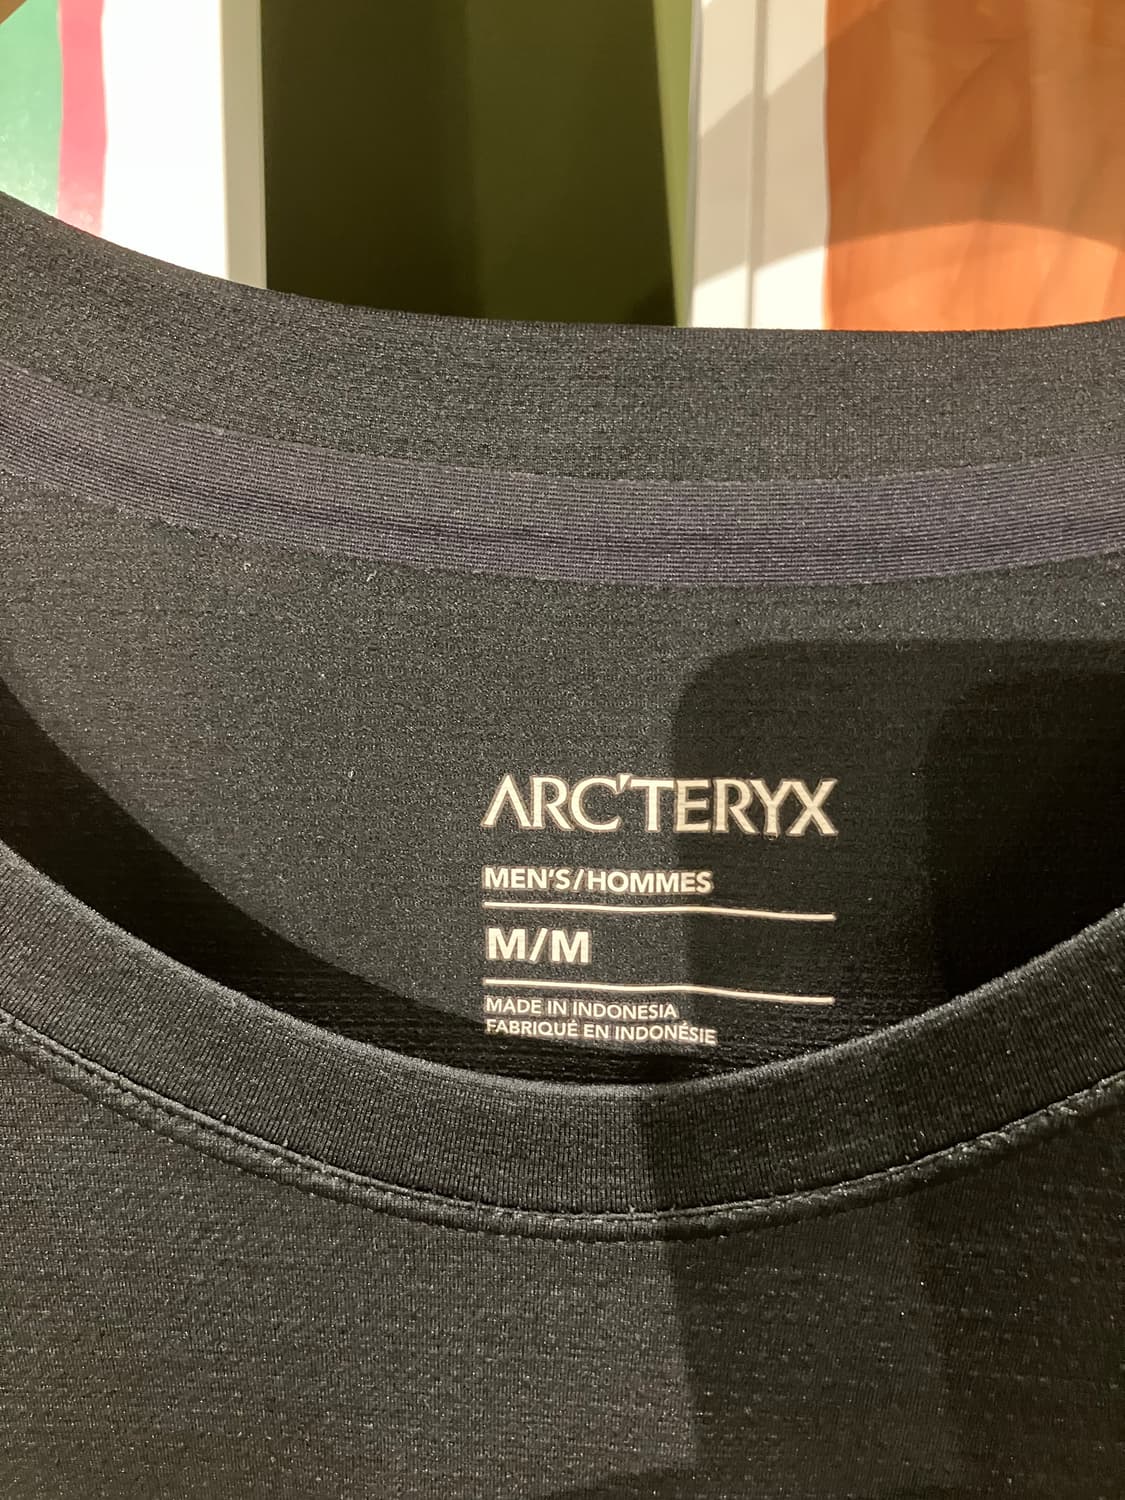 ARC'TERYX
MEN'S/HOMMES
M/M
MADE IN INDONESIA
FABRIQUÉ EN INDONÉSIE